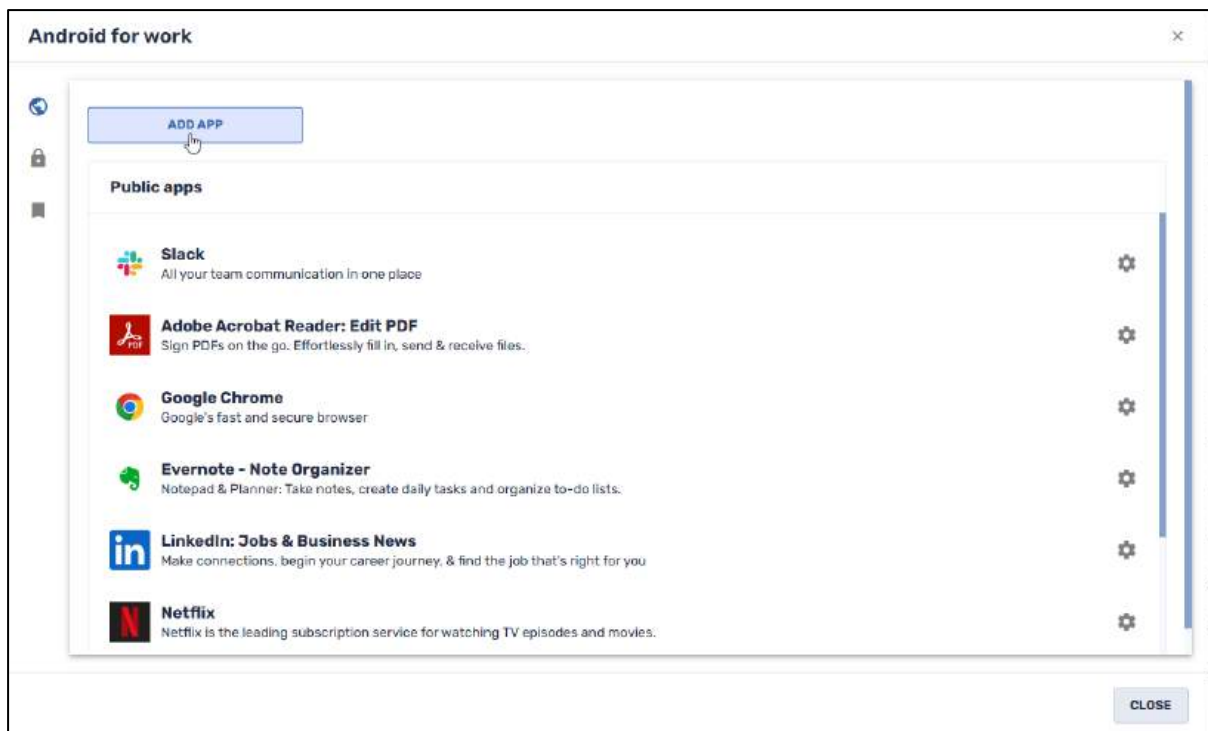 Android for work
ADD APP
Public apps
Slack
All your team communication in one place
Adobe Acrobat Reader: Edit PDF
Sign PDFs on the go. Effortlessly fill in, send & receive files.
PDF
Google Chrome
Google's fast and secure browser
Evernote - Note Organizer
Notepad & Planner: Take notes, create daily tasks and organize to-do lists.
in
LinkedIn: Jobs & Business News
Make connections, begin your career journey, & find the job that's right for you
N
Netflix
Netflix is the leading subscription service for watching TV episodes and movies.
CLOSE